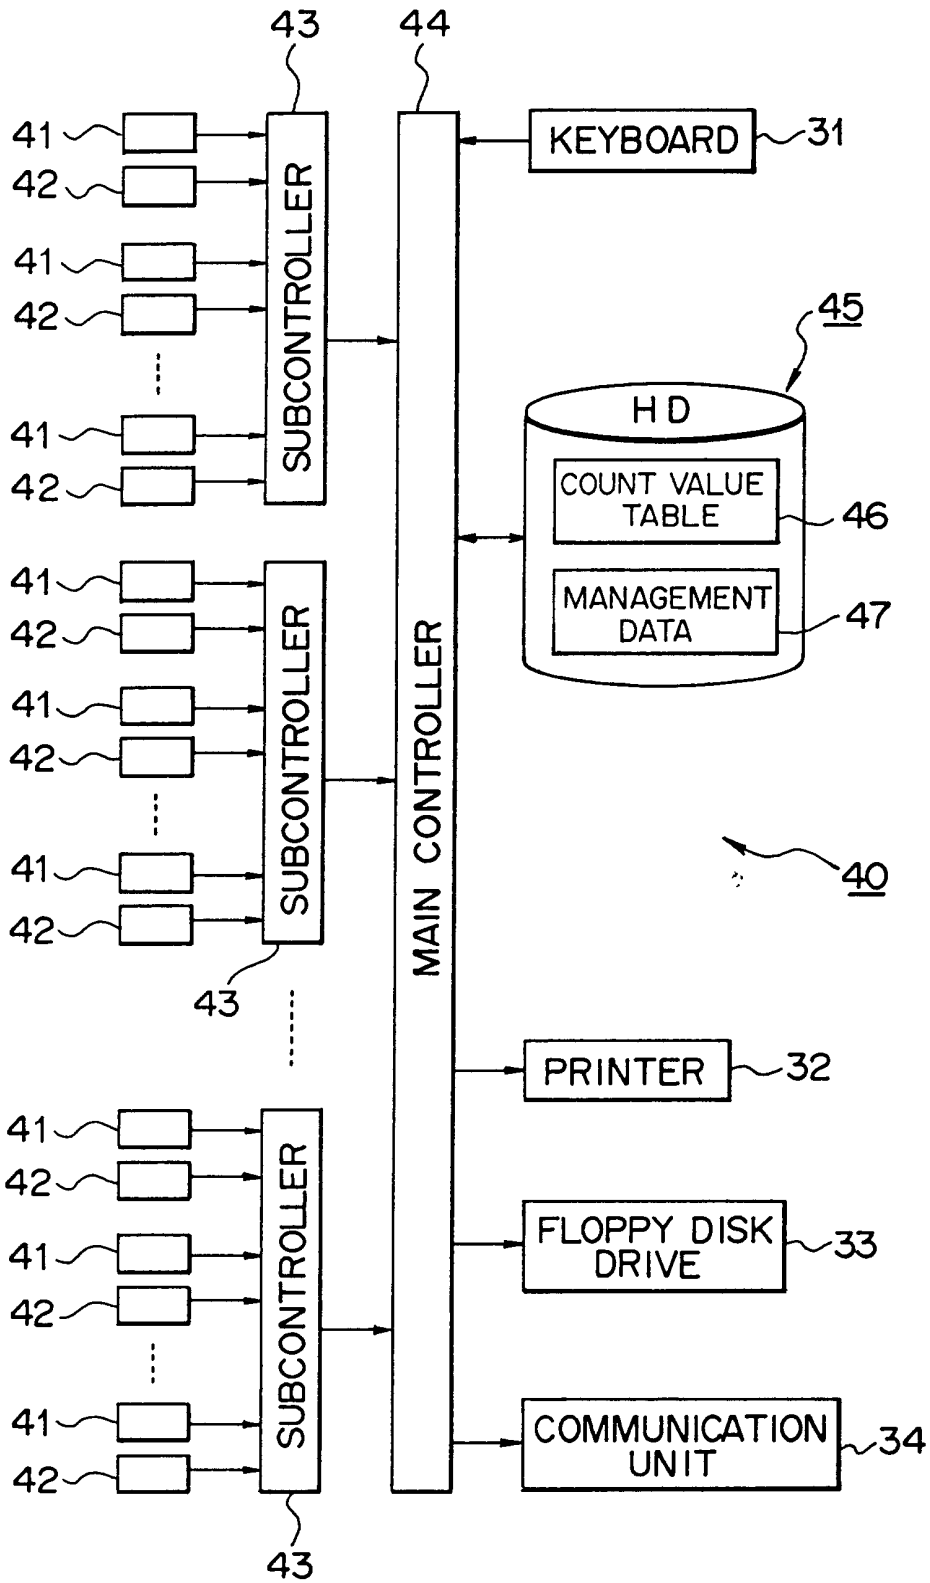 43
44
41
42
41
42
41
42
SUBCONTROLLER
KEYBOARD
31
45
HD
COUNT VALUE
TABLE
46
MANAGEMENT
DATA
47
MAIN CONTROLLER
41
42
41
42
41
42
SUBCONTROLLER
43
40
PRINTER
32
41
42
41
42
41
42
SUBCONTROLLER
43
FLOPPY DISK
DRIVE
33
COMMUNICATION
UNIT
34